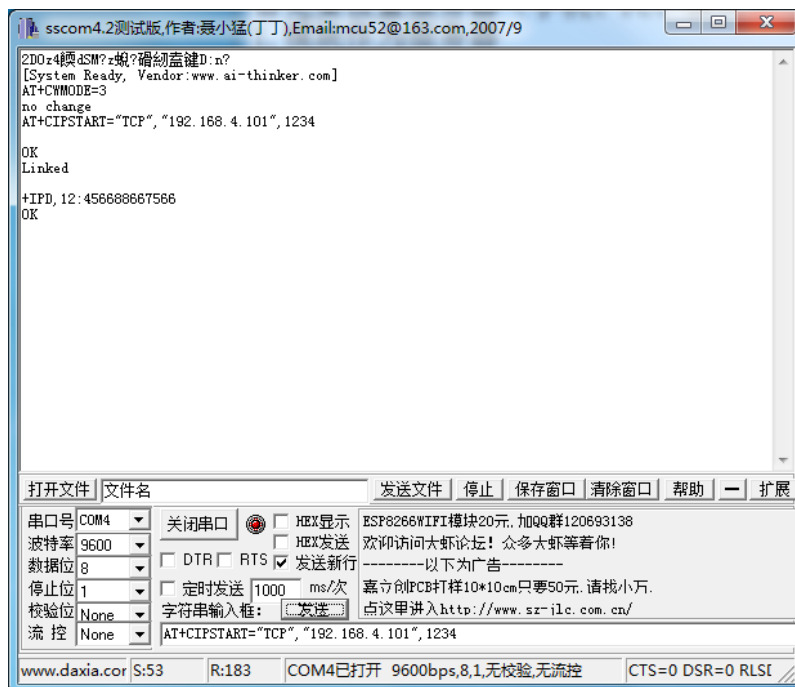 sscom4.2测试版,作者:聂小猛(丁丁),Email:mcu52@163.com,2007/9
[System Ready, Vendor:www.ai-thinker.com]
AT+CWMODE=3
no change
AT+CIPSTART="TCP","192.168.4.101",1234
OK
Linked
+IPD,12:456688667566
OK
打开文件 文件名 发送文件 停止 保存窗口 清除窗口 帮助 — 扩展
串口号 COM4 关闭串口 HEX显示
波特率 9600 HEX发送
数据位 8 DTR RTS 发送新行
停止位 1 定时发送 1000 ms/次
校验位 None 字符串输入框: 发送
流 控 None AT+CIPSTART="TCP","192.168.4.101",1234
ESP8266WIFI模块20元,加QQ群120693138
欢迎访问大虾论坛! 众多大虾等着你!
--------以下为广告--------
嘉立创PCB打样10*10cm只要50元.请找小万.
点这里进入http://www.sz-jlc.com.cn/
www.daxia.cor S:53 R:183 COM4已打开 9600bps,8,1,无校验,无流控 CTS=0 DSR=0 RLSI